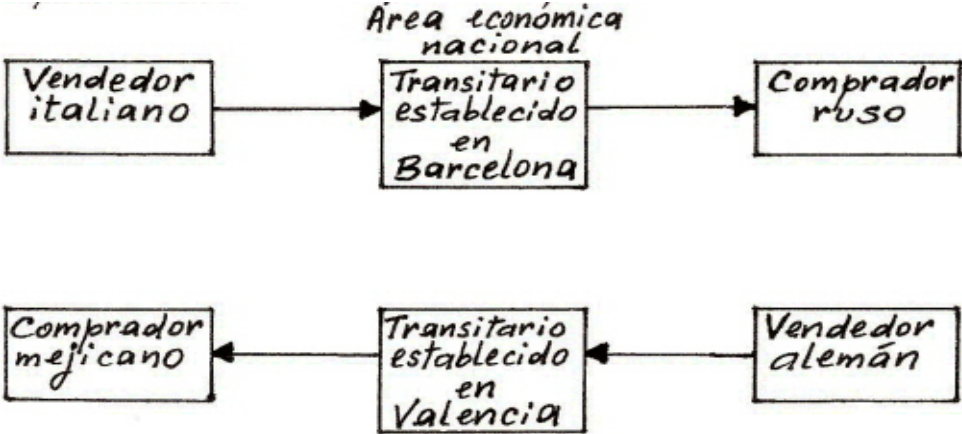 Área económica
nacional
Vendedor
italiano
Transitario
establecido
en
Barcelona
Comprador
ruso
Comprador
mejicano
Transitario
establecido
en
Valencia
Vendedor
alemán